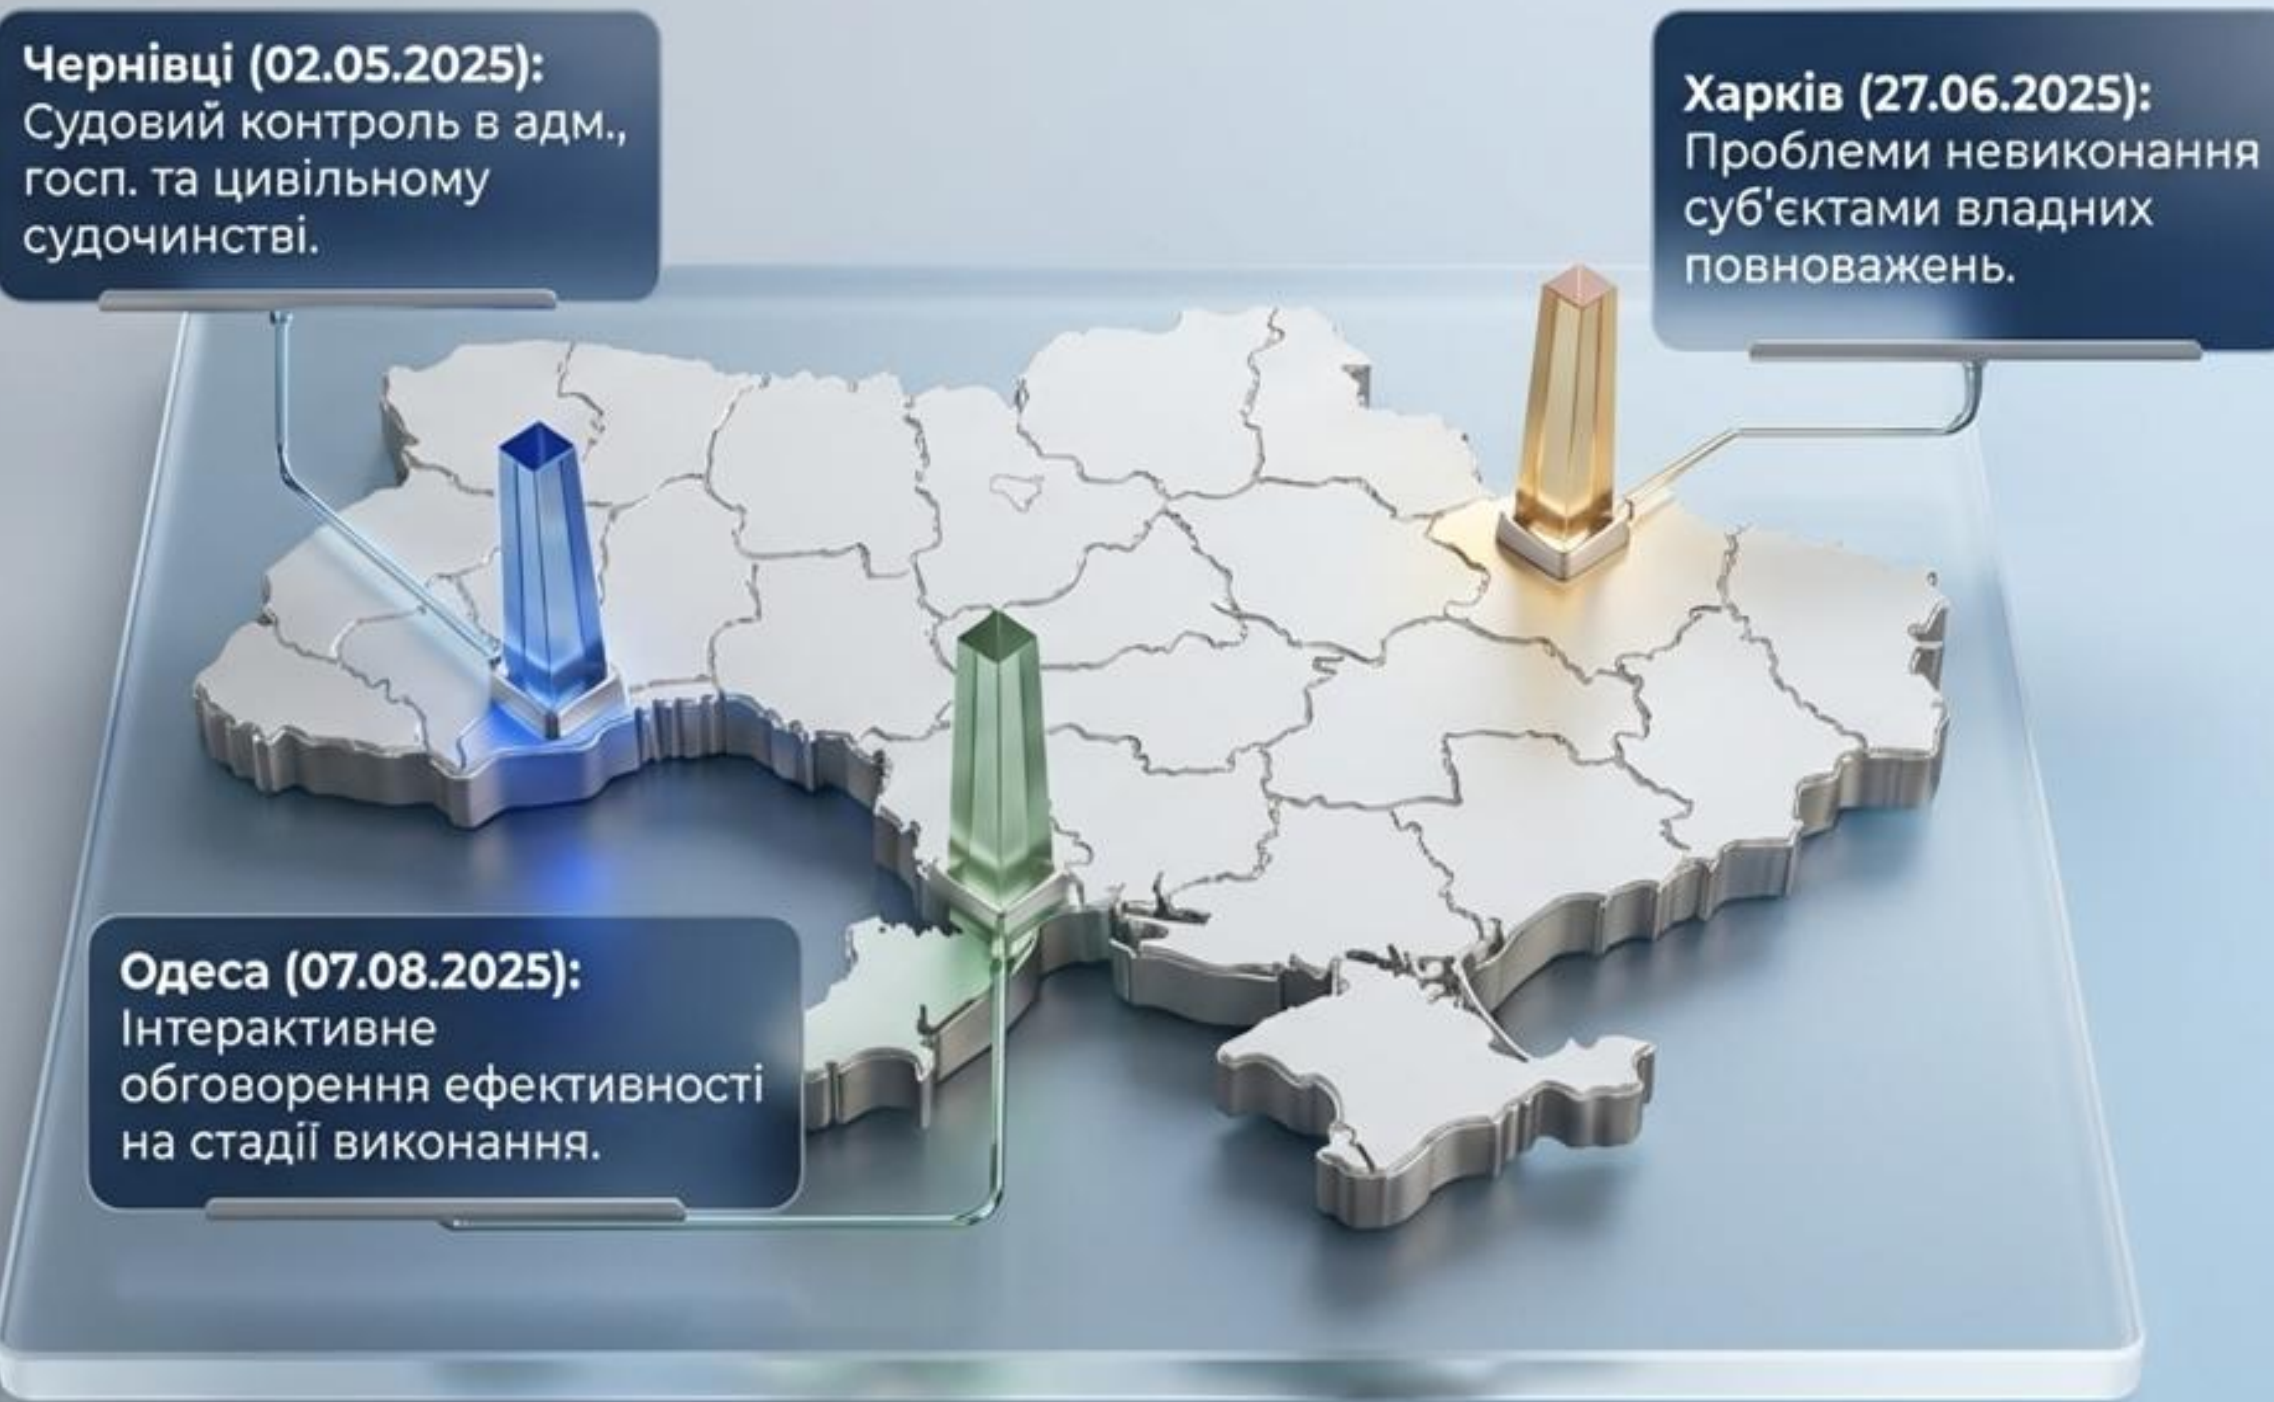 Чернівці (02.05.2025):
Судовий контроль в адм.,
госп. та цивільному
судочинстві.
Харків (27.06.2025):
Проблеми невиконання
суб'єктами владних
повноважень.
Одеса (07.08.2025):
Інтерактивне
обговорення ефективності
на стадії виконання.